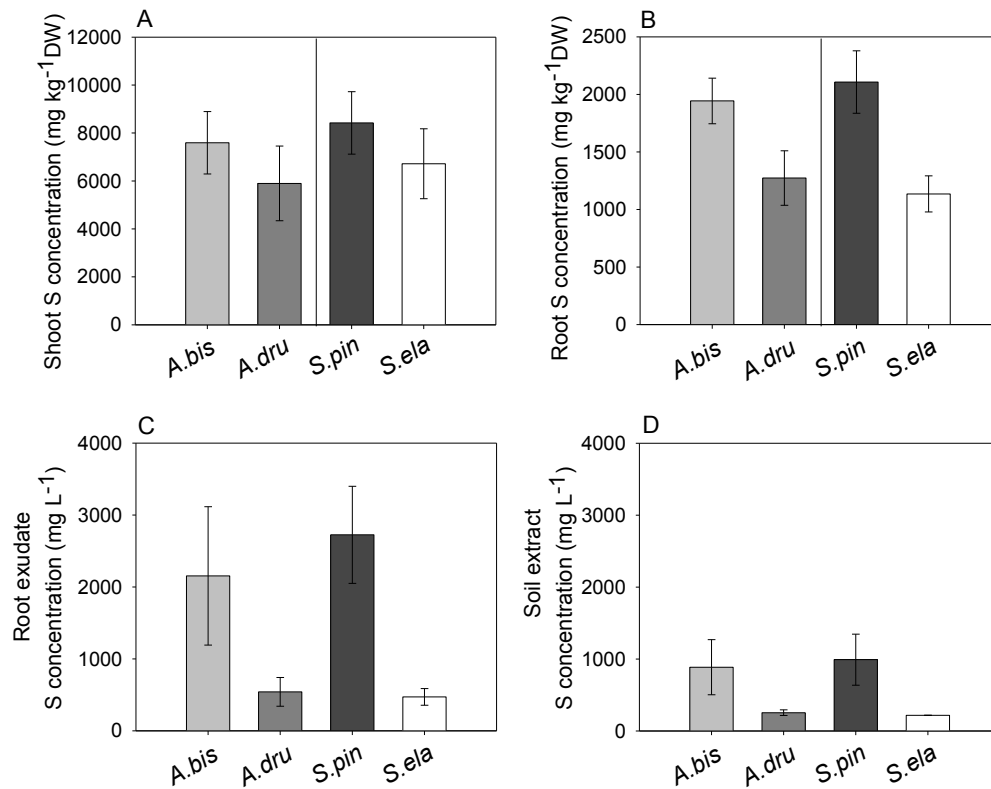 A
Shoot S concentration (mg kg⁻¹DW)
12000
10000
8000
6000
4000
2000
0
A.bis
A.dru
S.pin
S.ela
B
Root S concentration (mg kg⁻¹DW)
2500
2000
1500
1000
500
0
A.bis
A.dru
S.pin
S.ela
C
Root exudate
S concentration (mg L⁻¹)
4000
3000
2000
1000
0
A.bis
A.dru
S.pin
S.ela
D
Soil extract
S concentration (mg L⁻¹)
4000
3000
2000
1000
0
A.bis
A.dru
S.pin
S.ela